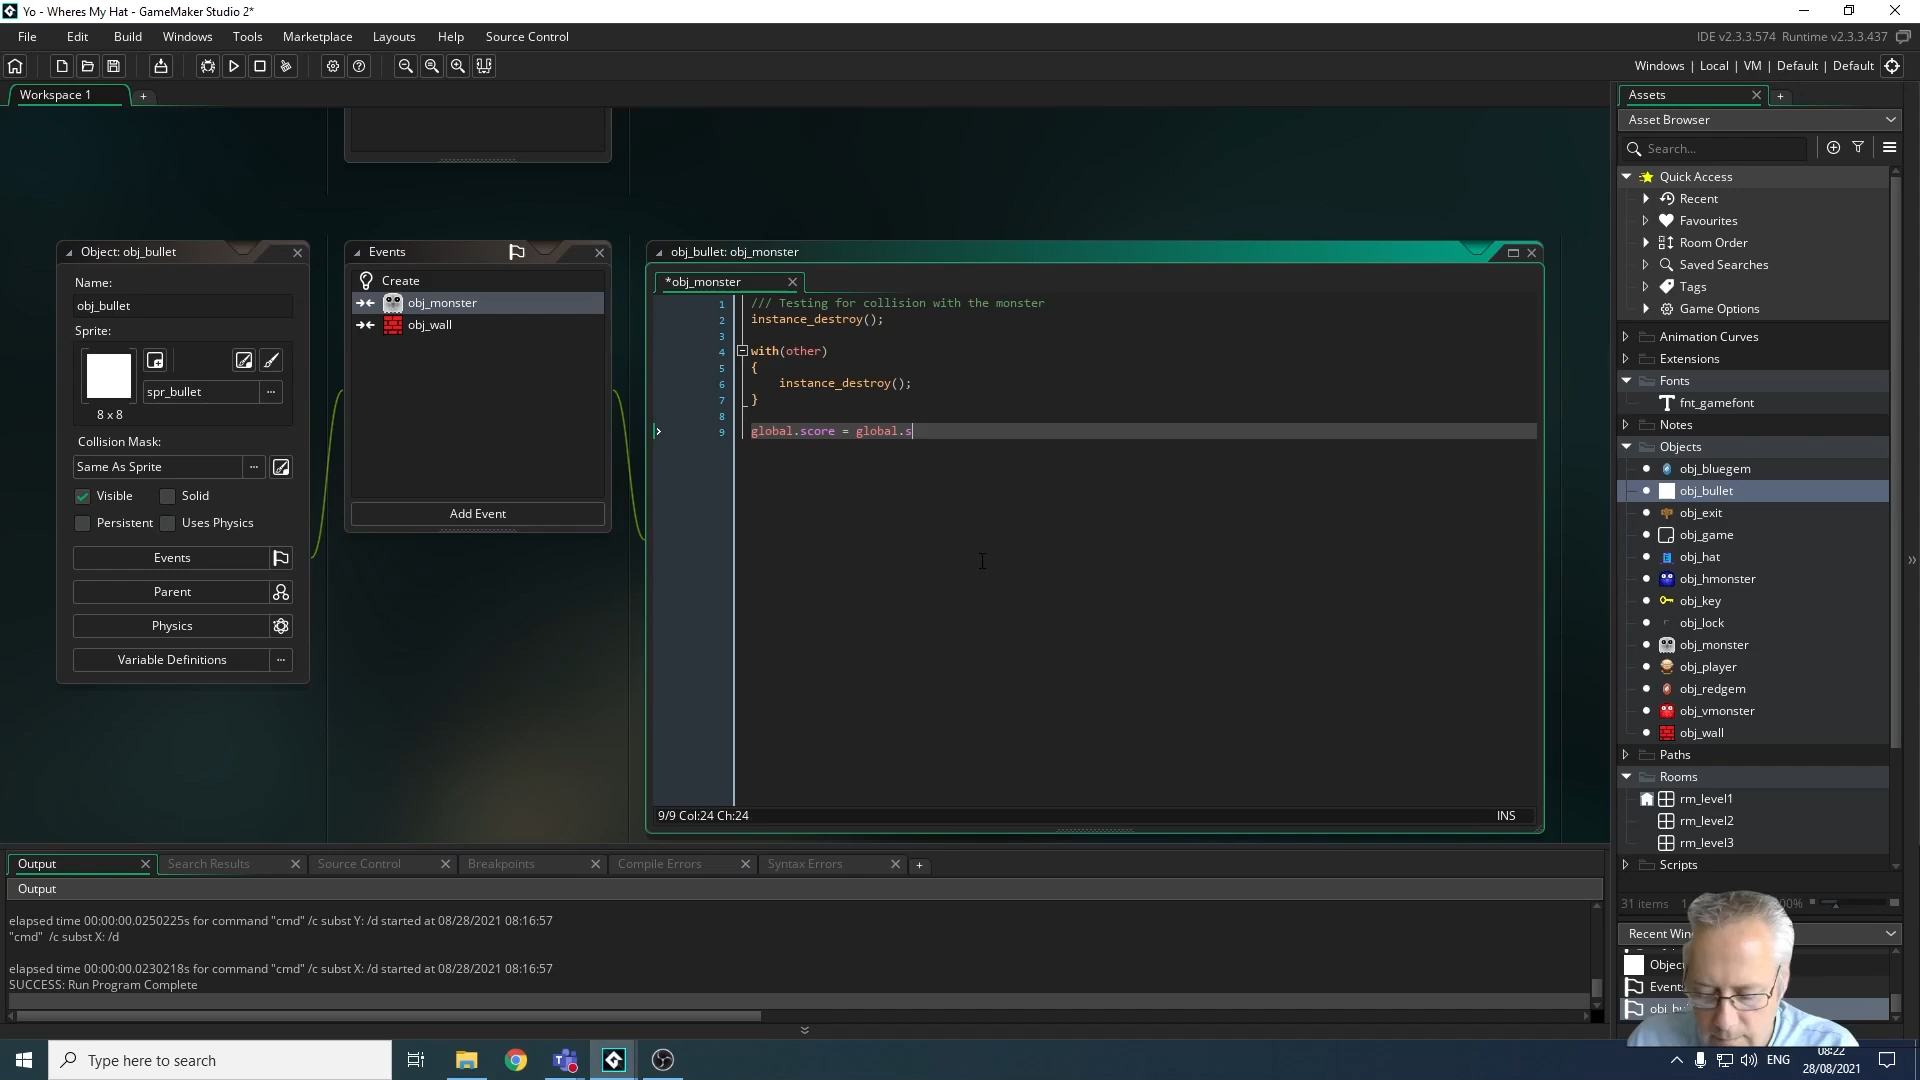 Yo - Wheres My Hat - GameMaker Studio 2*
File Edit Build Windows Tools Marketplace Layouts Help Source Control
IDE v2.3.3.574 Runtime v2.3.3.437
Windows | Local | VM | Default | Default
Workspace 1
Assets
Asset Browser
Search...
Quick Access
Recent
Favourites
Room Order
Saved Searches
Tags
Game Options
Animation Curves
Extensions
Fonts
fnt_gamefont
Notes
Objects
obj_bluegem
obj_bullet
obj_exit
obj_game
obj_hat
obj_hmonster
obj_key
obj_lock
obj_monster
obj_player
obj_redgem
obj_vmonster
obj_wall
Paths
Rooms
rm_level1
rm_level2
rm_level3
Scripts
31 items
Recent Win
Object
Event
Object: obj_bullet
Name:
obj_bullet
Sprite:
spr_bullet
8 x 8
Collision Mask:
Same As Sprite
Visible Solid
Persistent Uses Physics
Events
Parent
Physics
Variable Definitions
Events
Create
obj_monster
obj_wall
Add Event
obj_bullet: obj_monster
*obj_monster
1 /// Testing for collision with the monster
2 instance_destroy();
3
4 with(other)
5 {
6 instance_destroy();
7 }
8
9 global.score = global.s
9/9 Col:24 Ch:24 INS
Output Search Results Source Control Breakpoints Compile Errors Syntax Errors
Output
elapsed time 00:00:00.0250225s for command "cmd" /c subst Y: /d started at 08/28/2021 08:16:57
"cmd" /c subst X: /d
elapsed time 00:00:00.0230218s for command "cmd" /c subst X: /d started at 08/28/2021 08:16:57
SUCCESS: Run Program Complete
Type here to search
ENG
08:22
28/08/2021